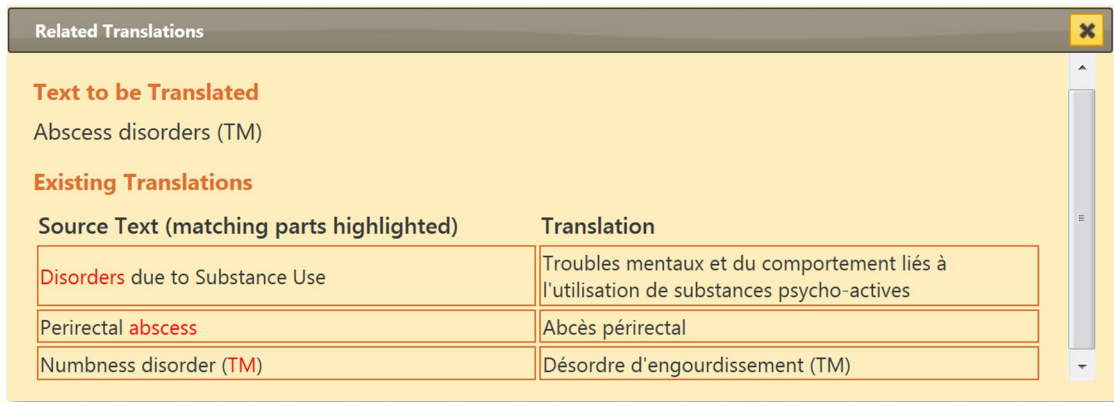 Related Translations
Text to be Translated
Abscess disorders (TM)
Existing Translations
Source Text (matching parts highlighted) Translation
Disorders due to Substance Use Troubles mentaux et du comportement liés à
l'utilisation de substances psycho-actives
Perirectal abscess Abcès périrectal
Numbness disorder (TM) Désordre d'engourdissement (TM)